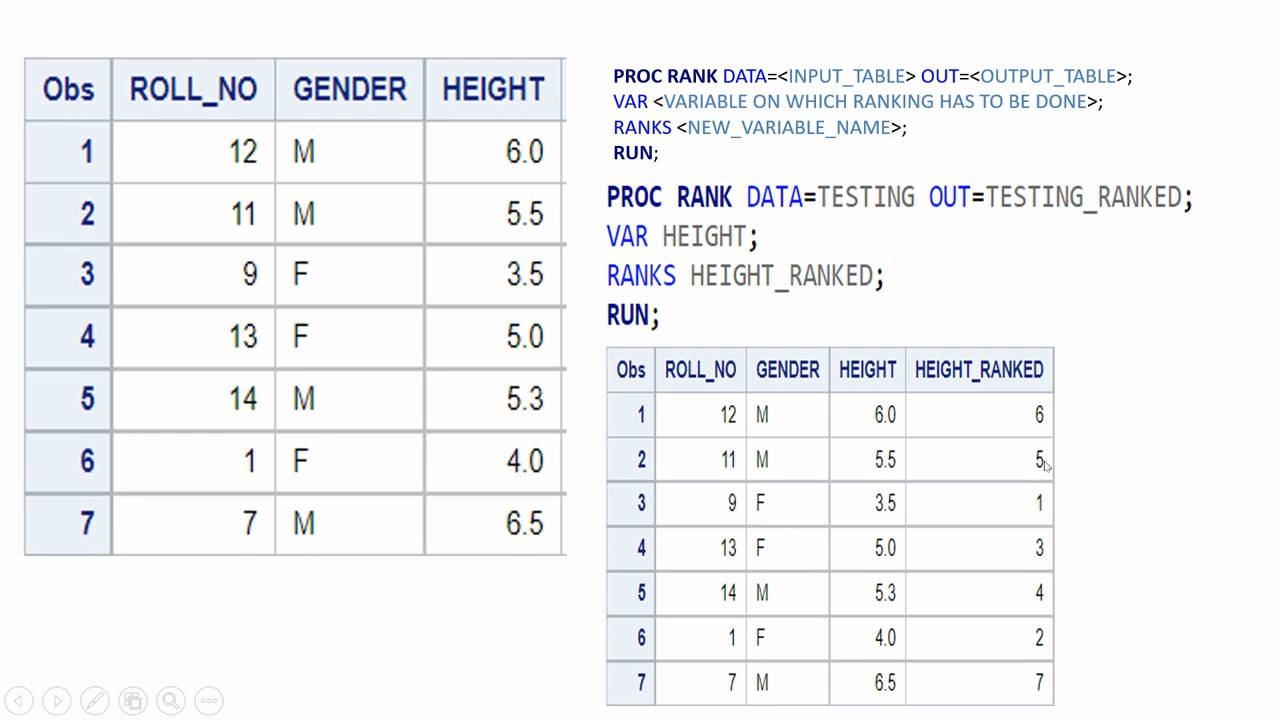 Obs ROLL_NO GENDER HEIGHT
1 12 M 6.0
2 11 M 5.5
3 9 F 3.5
4 13 F 5.0
5 14 M 5.3
6 1 F 4.0
7 7 M 6.5
PROC RANK DATA=<INPUT_TABLE> OUT=<OUTPUT_TABLE>;
VAR <VARIABLE ON WHICH RANKING HAS TO BE DONE>;
RANKS <NEW_VARIABLE_NAME>;
RUN;
PROC RANK DATA=TESTING OUT=TESTING_RANKED;
VAR HEIGHT;
RANKS HEIGHT_RANKED;
RUN;
Obs ROLL_NO GENDER HEIGHT HEIGHT_RANKED
1 12 M 6.0 6
2 11 M 5.5 5
3 9 F 3.5 1
4 13 F 5.0 3
5 14 M 5.3 4
6 1 F 4.0 2
7 7 M 6.5 7